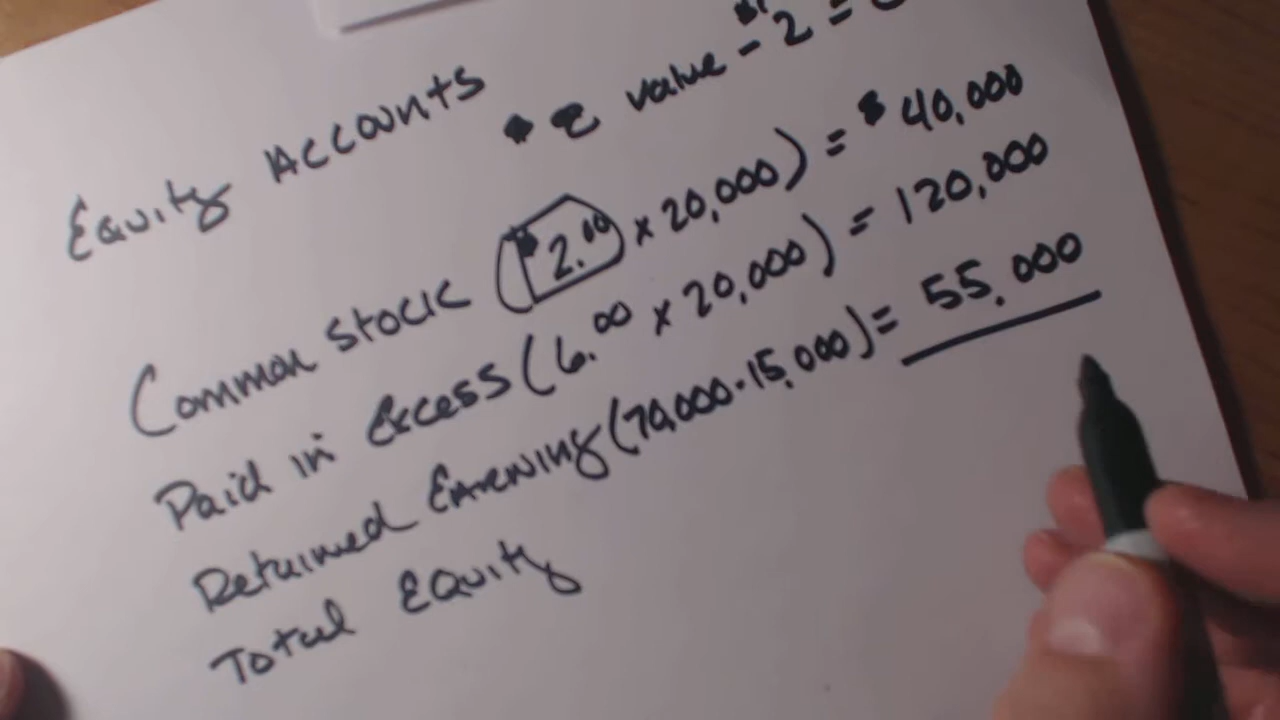 Equity Accounts
value - 2 =
Common stock ($2.00 x 20,000) = $40,000
Paid in Excess (6.00 x 20,000) = 120,000
Retained Earning (70,000-15,000) = 55,000
Total Equity